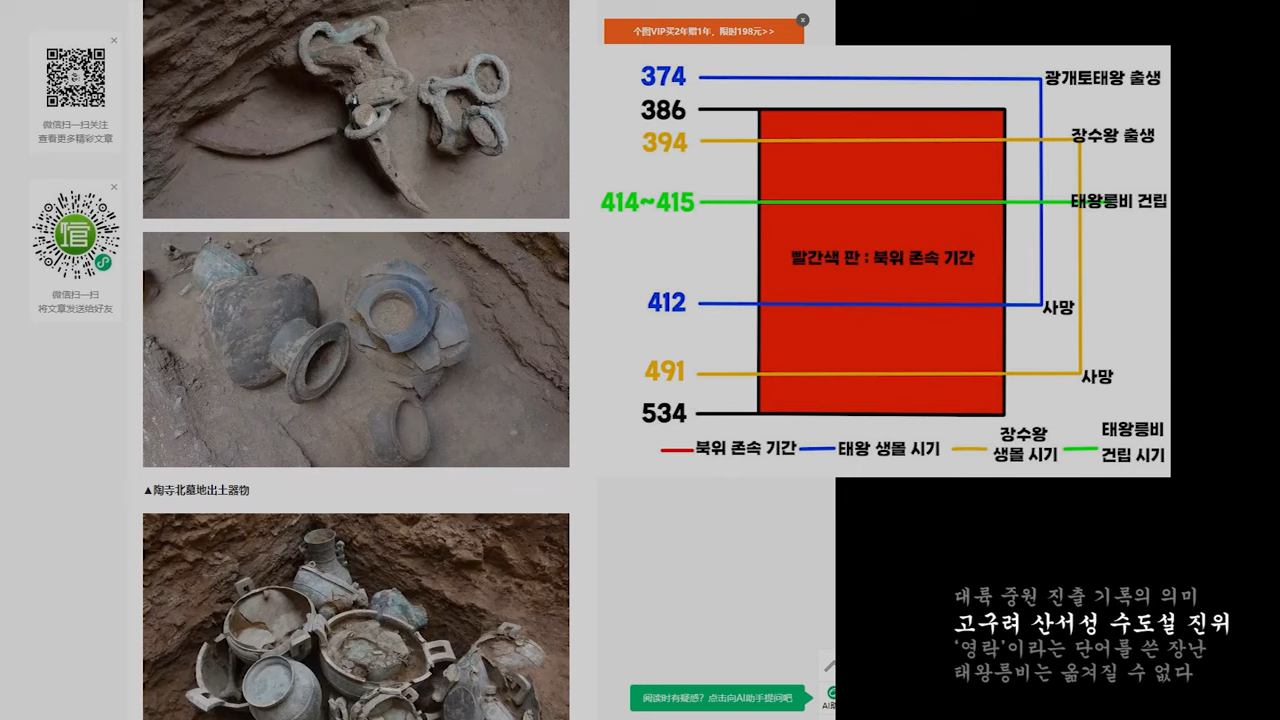 微信扫一扫关注
查看更多精彩文章
信
微信扫一扫
将文章发送给好友
▲陶寺北墓地出土器物
个图VIP买2年赠1年，限时198元>>
374
광개토태왕 출생
386
394
장수왕 출생
414~415
태왕릉비 건립
빨간색 판 : 북위 존속 기간
412
사망
491
사망
534
북위 존속 기간
태왕 생몰 시기
장수왕
생몰 시기
태왕릉비
건립 시기
대륙 중원 진출 기록의 의미
고구려 산서성 수도설 진위
'영락'이라는 단어를 쓴 장난
태왕릉비는 옮겨질 수 없다
阅读时有疑惑？点击向AI助手提问吧